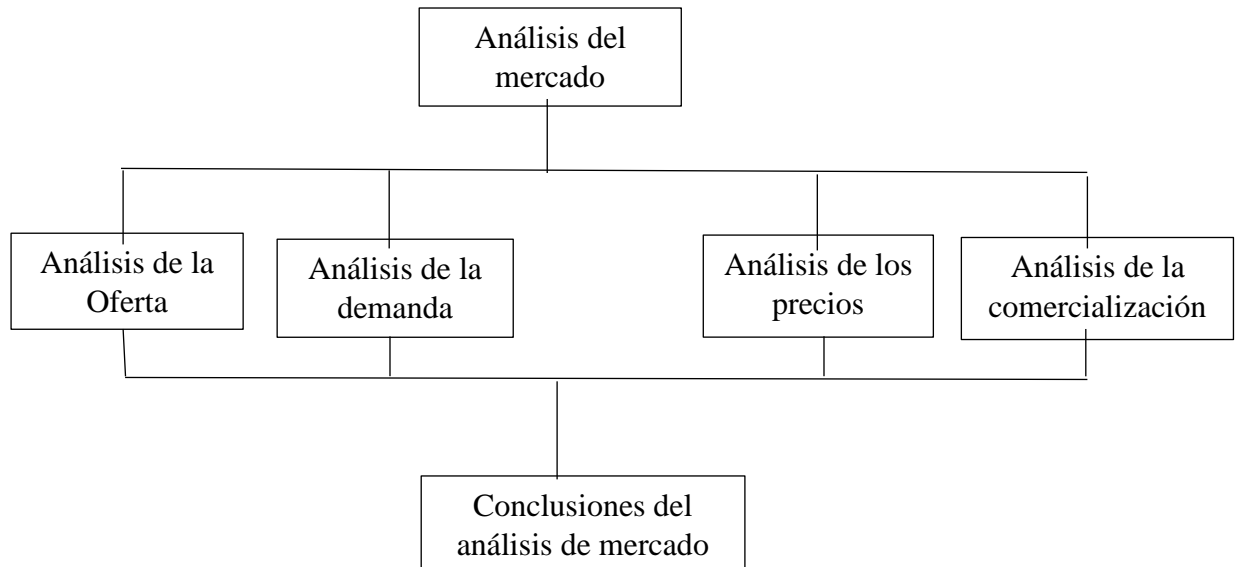 Análisis del
mercado
Análisis de la
Oferta
Análisis de la
demanda
Análisis de los
precios
Análisis de la
comercialización
Conclusiones del
análisis de mercado